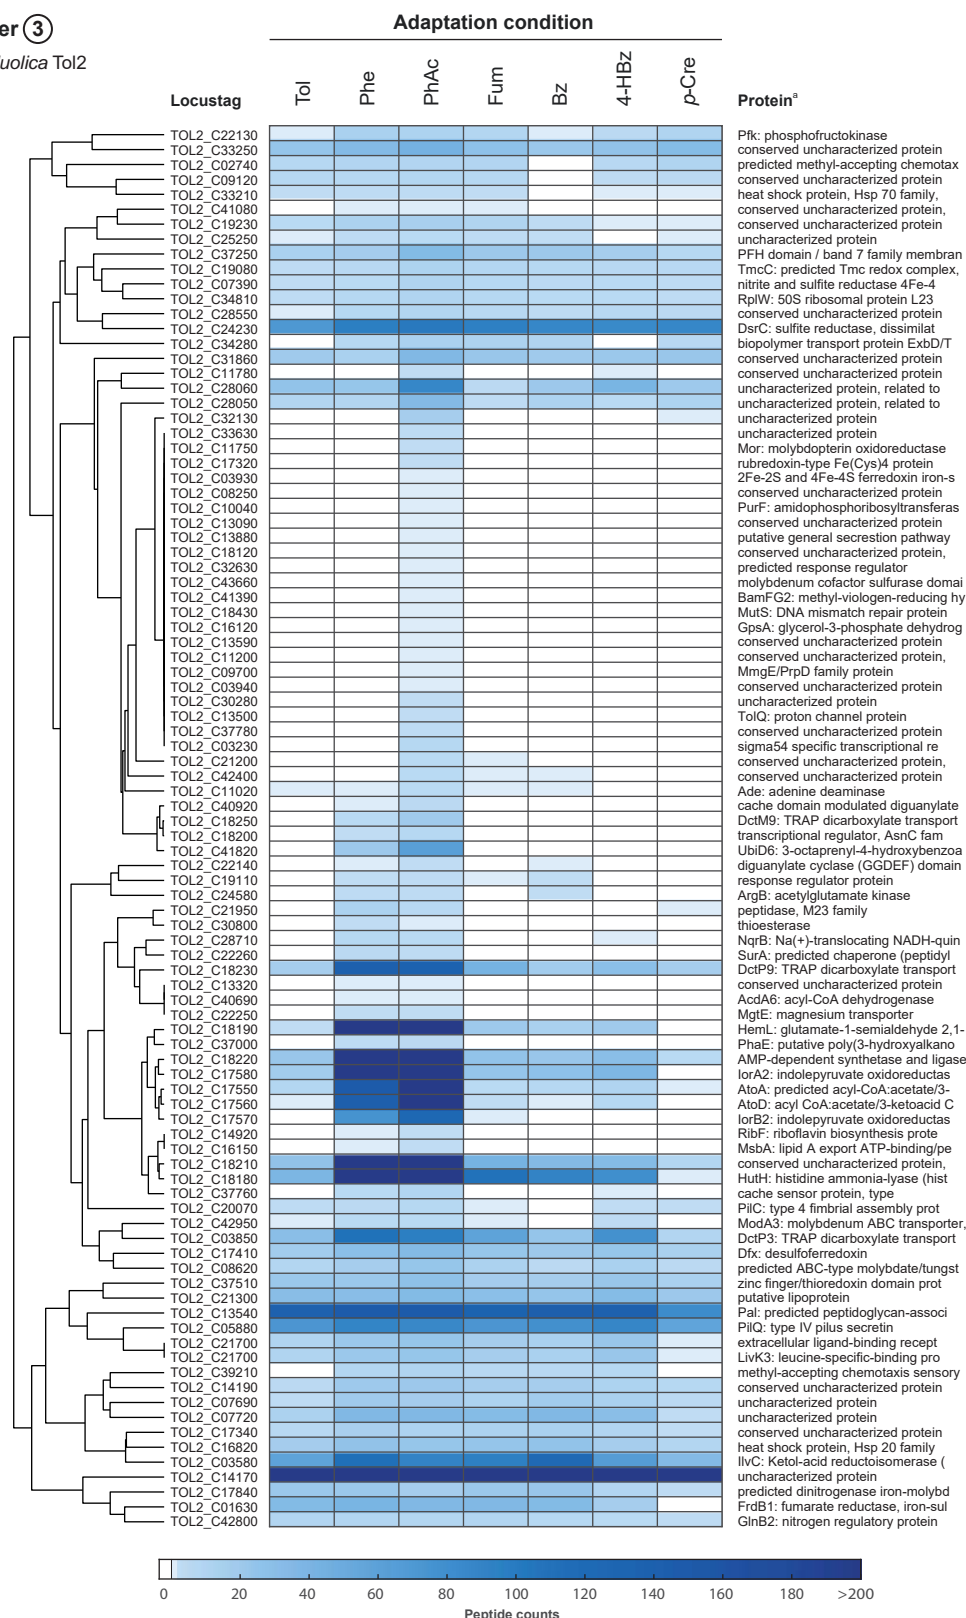 er 3
Adaptation condition
uolica Tol2
Locustag Tol Phe PhAc Fum Bz 4-HBz p-Cre Proteinᵃ
TOL2_C22130 Pfk: phosphofructokinase
TOL2_C33250 conserved uncharacterized protein
TOL2_C02740 predicted methyl-accepting chemotax
TOL2_C09120 conserved uncharacterized protein
TOL2_C33210 heat shock protein, Hsp 70 family,
TOL2_C41080 conserved uncharacterized protein,
TOL2_C19230 conserved uncharacterized protein
TOL2_C25250 uncharacterized protein
TOL2_C37250 PFH domain / band 7 family membran
TOL2_C19080 TmcC: predicted Tmc redox complex,
TOL2_C07390 nitrite and sulfite reductase 4Fe-4
TOL2_C34810 RplW: 50S ribosomal protein L23
TOL2_C28550 conserved uncharacterized protein
TOL2_C24230 DsrC: sulfite reductase, dissimilat
TOL2_C34280 biopolymer transport protein ExbD/T
TOL2_C31860 conserved uncharacterized protein
TOL2_C11780 conserved uncharacterized protein
TOL2_C28060 uncharacterized protein, related to
TOL2_C28050 uncharacterized protein, related to
TOL2_C32130 uncharacterized protein
TOL2_C33630 uncharacterized protein
TOL2_C11750 Mor: molybdopterin oxidoreductase
TOL2_C17320 rubredoxin-type Fe(Cys)4 protein
TOL2_C03930 2Fe-2S and 4Fe-4S ferredoxin iron-s
TOL2_C08250 conserved uncharacterized protein
TOL2_C10040 PurF: amidophosphoribosyltransferas
TOL2_C13090 conserved uncharacterized protein
TOL2_C13880 putative general secretion pathway
TOL2_C18120 conserved uncharacterized protein,
TOL2_C32630 predicted response regulator
TOL2_C43660 molybdenum cofactor sulfurase domai
TOL2_C41390 BamFG2: methyl-viologen-reducing hy
TOL2_C18430 MutS: DNA mismatch repair protein
TOL2_C16120 GpsA: glycerol-3-phosphate dehydrog
TOL2_C13590 conserved uncharacterized protein
TOL2_C11200 conserved uncharacterized protein,
TOL2_C09700 MmgE/PrpD family protein
TOL2_C03940 conserved uncharacterized protein
TOL2_C30280 uncharacterized protein
TOL2_C13500 TolQ: proton channel protein
TOL2_C37780 conserved uncharacterized protein
TOL2_C03230 sigma54 specific transcriptional re
TOL2_C21200 conserved uncharacterized protein,
TOL2_C42400 conserved uncharacterized protein
TOL2_C11020 Ade: adenine deaminase
TOL2_C40920 cache domain modulated diguanylate
TOL2_C18250 DctM9: TRAP dicarboxylate transport
TOL2_C18200 transcriptional regulator, AsnC fam
TOL2_C41820 UbiD6: 3-octaprenyl-4-hydroxybenzoa
TOL2_C22140 diguanylate cyclase (GGDEF) domain
TOL2_C19110 response regulator protein
TOL2_C24580 ArgB: acetylglutamate kinase
TOL2_C21950 peptidase, M23 family
TOL2_C30800 thioesterase
TOL2_C28710 NqrB: Na(+)-translocating NADH-quin
TOL2_C22260 SurA: predicted chaperone (peptidyl
TOL2_C18230 DctP9: TRAP dicarboxylate transport
TOL2_C13320 conserved uncharacterized protein
TOL2_C40690 AcdA6: acyl-CoA dehydrogenase
TOL2_C22250 MgtE: magnesium transporter
TOL2_C18190 HemL: glutamate-1-semialdehyde 2,1-
TOL2_C37000 PhaE: putative poly(3-hydroxyalkano
TOL2_C18220 AMP-dependent synthetase and ligase
TOL2_C17580 IorA2: indolepyruvate oxidoreductas
TOL2_C17550 AtoA: predicted acyl-CoA:acetate/3-
TOL2_C17560 AtoD: acyl CoA:acetate/3-ketoacid C
TOL2_C17570 IorB2: indolepyruvate oxidoreductas
TOL2_C14920 RibF: riboflavin biosynthesis prote
TOL2_C16150 MsbA: lipid A export ATP-binding/pe
TOL2_C18210 conserved uncharacterized protein,
TOL2_C18180 HutH: histidine ammonia-lyase (hist
TOL2_C37760 cache sensor protein, type
TOL2_C20070 PilC: type 4 fimbrial assembly prot
TOL2_C42950 ModA3: molybdenum ABC transporter,
TOL2_C03850 DctP3: TRAP dicarboxylate transport
TOL2_C17410 Dfx: desulfoferredoxin
TOL2_C08620 predicted ABC-type molybdate/tungst
TOL2_C37510 zinc finger/thioredoxin domain prot
TOL2_C21300 putative lipoprotein
TOL2_C13540 Pal: predicted peptidoglycan-associ
TOL2_C05880 PilQ: type IV pilus secretin
TOL2_C21700 extracellular ligand-binding recept
TOL2_C21700 LivK3: leucine-specific-binding pro
TOL2_C39210 methyl-accepting chemotaxis sensory
TOL2_C14190 conserved uncharacterized protein
TOL2_C07690 uncharacterized protein
TOL2_C07720 uncharacterized protein
TOL2_C17340 conserved uncharacterized protein
TOL2_C16820 heat shock protein, Hsp 20 family
TOL2_C03580 IlvC: Ketol-acid reductoisomerase (
TOL2_C14170 uncharacterized protein
TOL2_C17840 predicted dinitrogenase iron-molybd
TOL2_C01630 FrdB1: fumarate reductase, iron-sul
TOL2_C42800 GlnB2: nitrogen regulatory protein
0 20 40 60 80 100 120 140 160 180 >200
Peptide counts